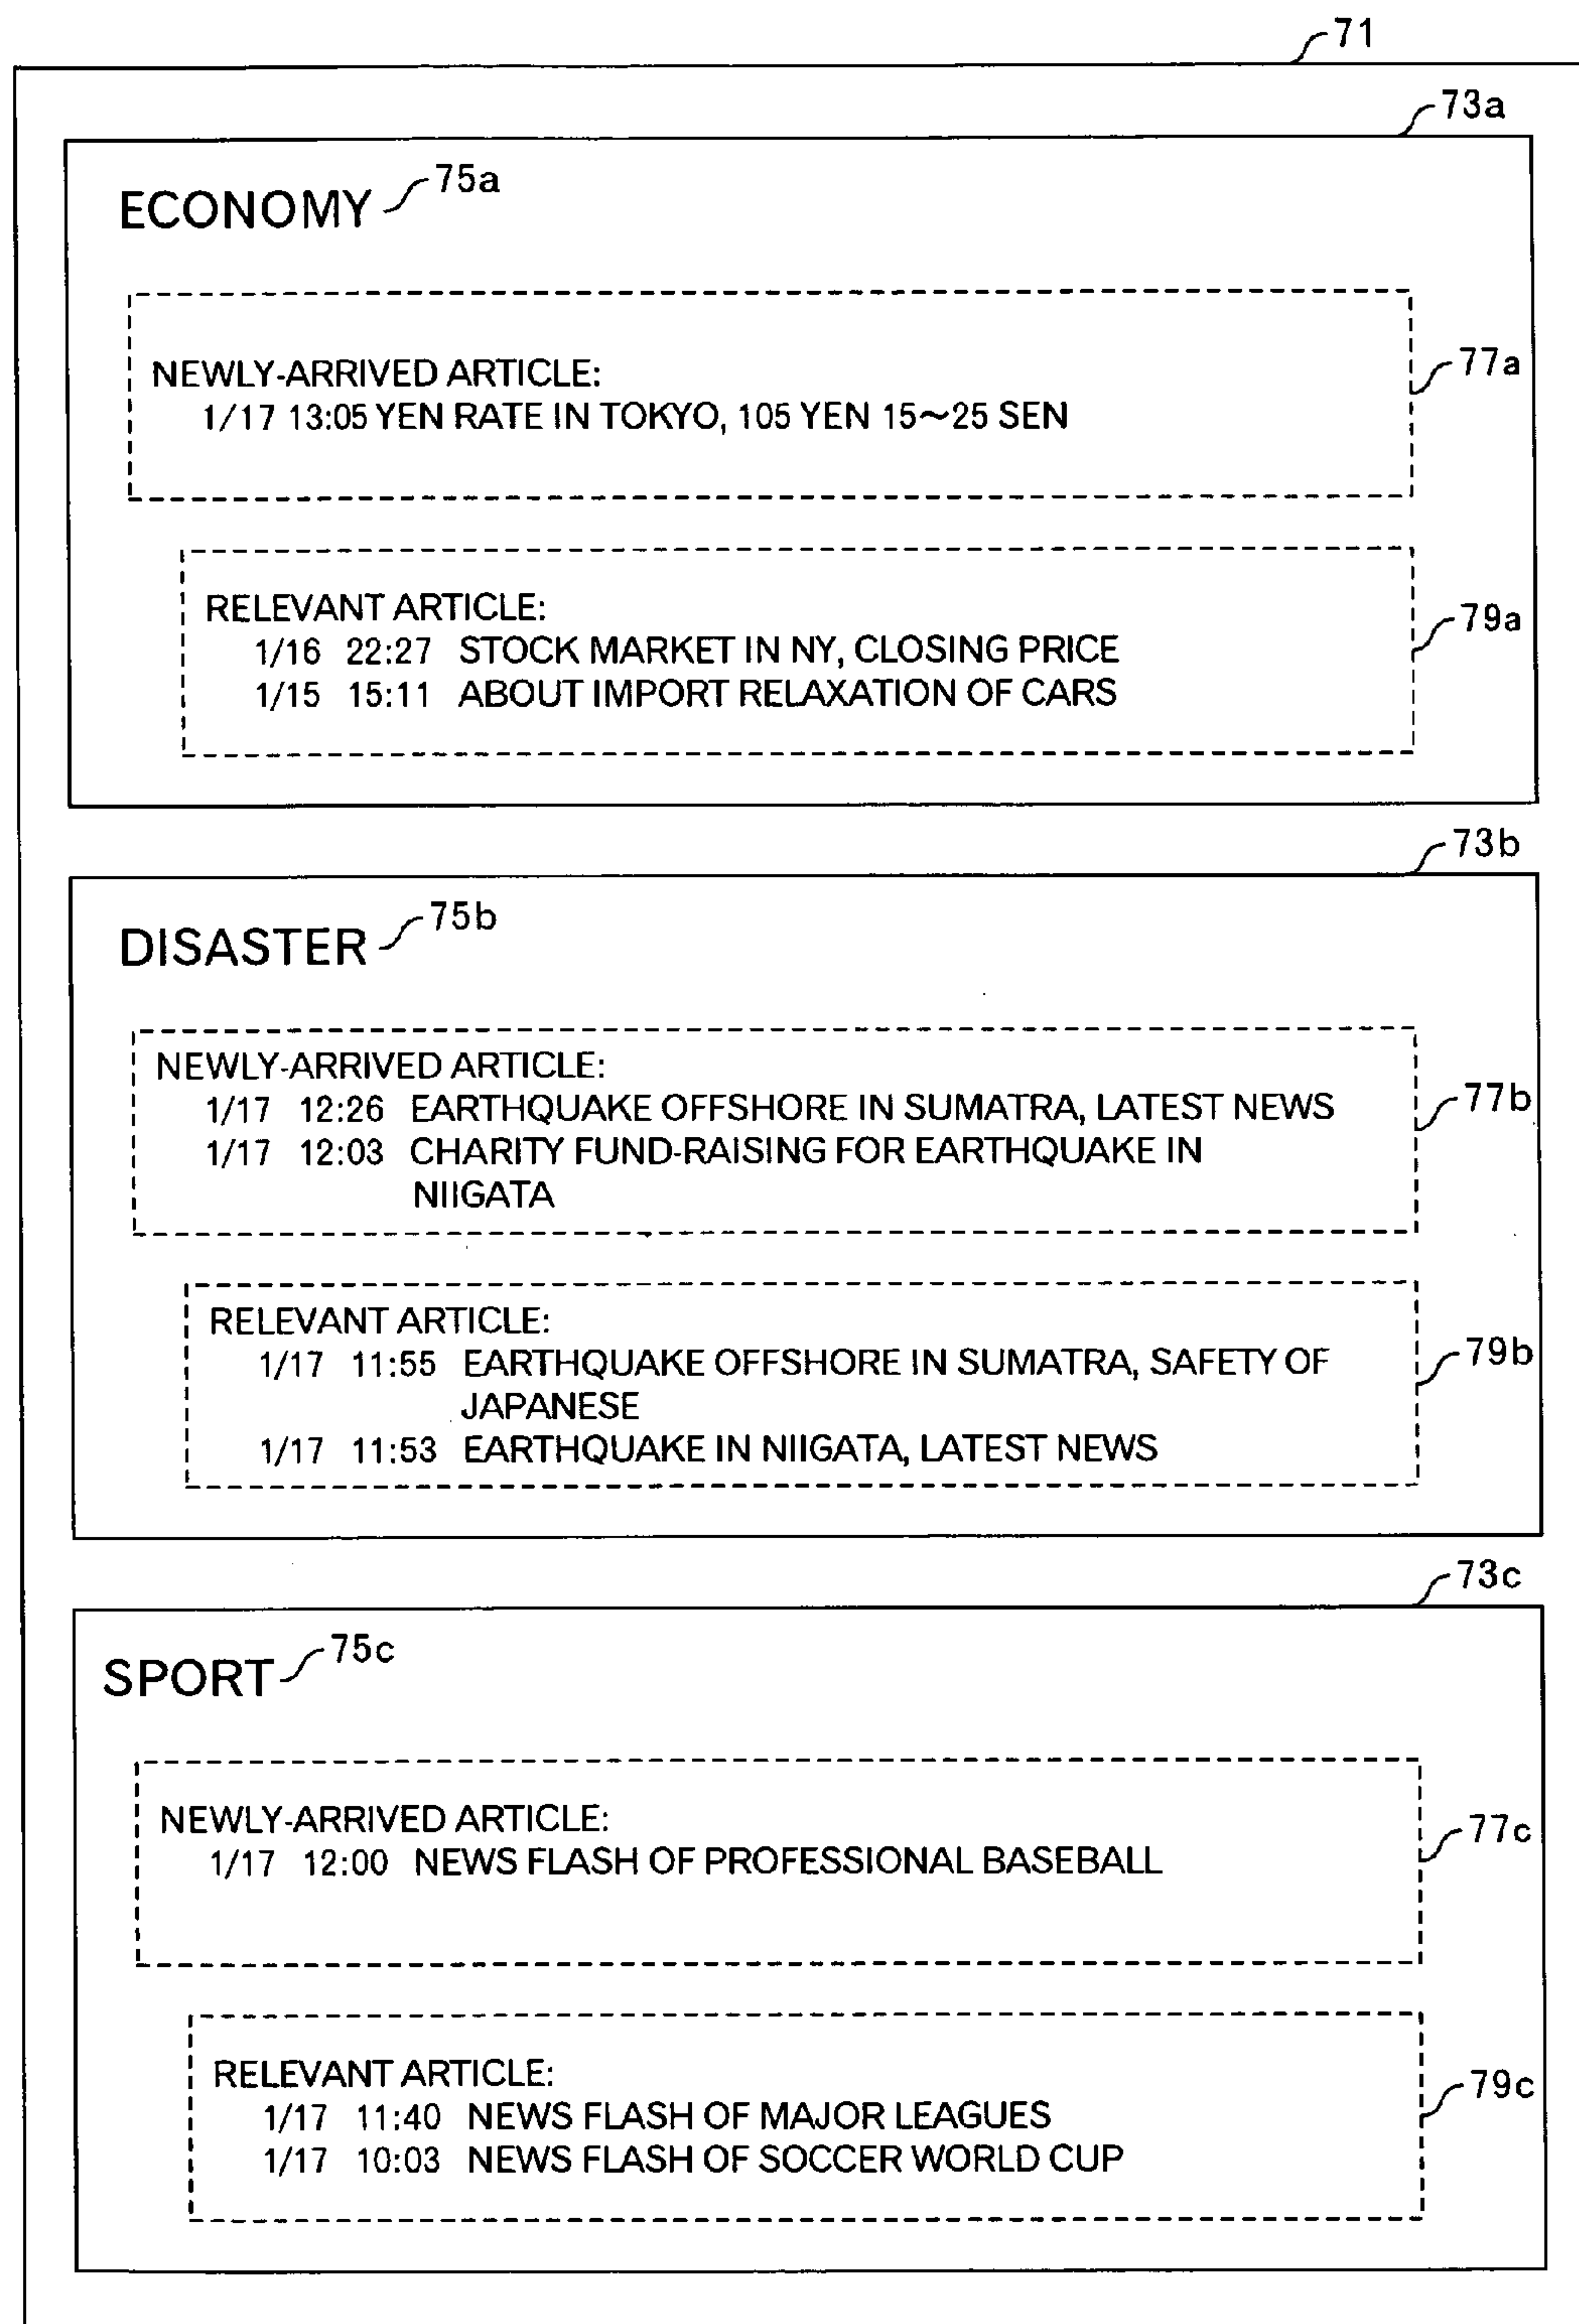 71
73a
ECONOMY 75a
NEWLY-ARRIVED ARTICLE:
1/17 13:05 YEN RATE IN TOKYO, 105 YEN 15~25 SEN
77a
RELEVANT ARTICLE:
1/16 22:27 STOCK MARKET IN NY, CLOSING PRICE
1/15 15:11 ABOUT IMPORT RELAXATION OF CARS
79a
73b
DISASTER 75b
NEWLY-ARRIVED ARTICLE:
1/17 12:26 EARTHQUAKE OFFSHORE IN SUMATRA, LATEST NEWS
1/17 12:03 CHARITY FUND-RAISING FOR EARTHQUAKE IN
NIIGATA
77b
RELEVANT ARTICLE:
1/17 11:55 EARTHQUAKE OFFSHORE IN SUMATRA, SAFETY OF
JAPANESE
1/17 11:53 EARTHQUAKE IN NIIGATA, LATEST NEWS
79b
73c
SPORT 75c
NEWLY-ARRIVED ARTICLE:
1/17 12:00 NEWS FLASH OF PROFESSIONAL BASEBALL
77c
RELEVANT ARTICLE:
1/17 11:40 NEWS FLASH OF MAJOR LEAGUES
1/17 10:03 NEWS FLASH OF SOCCER WORLD CUP
79c